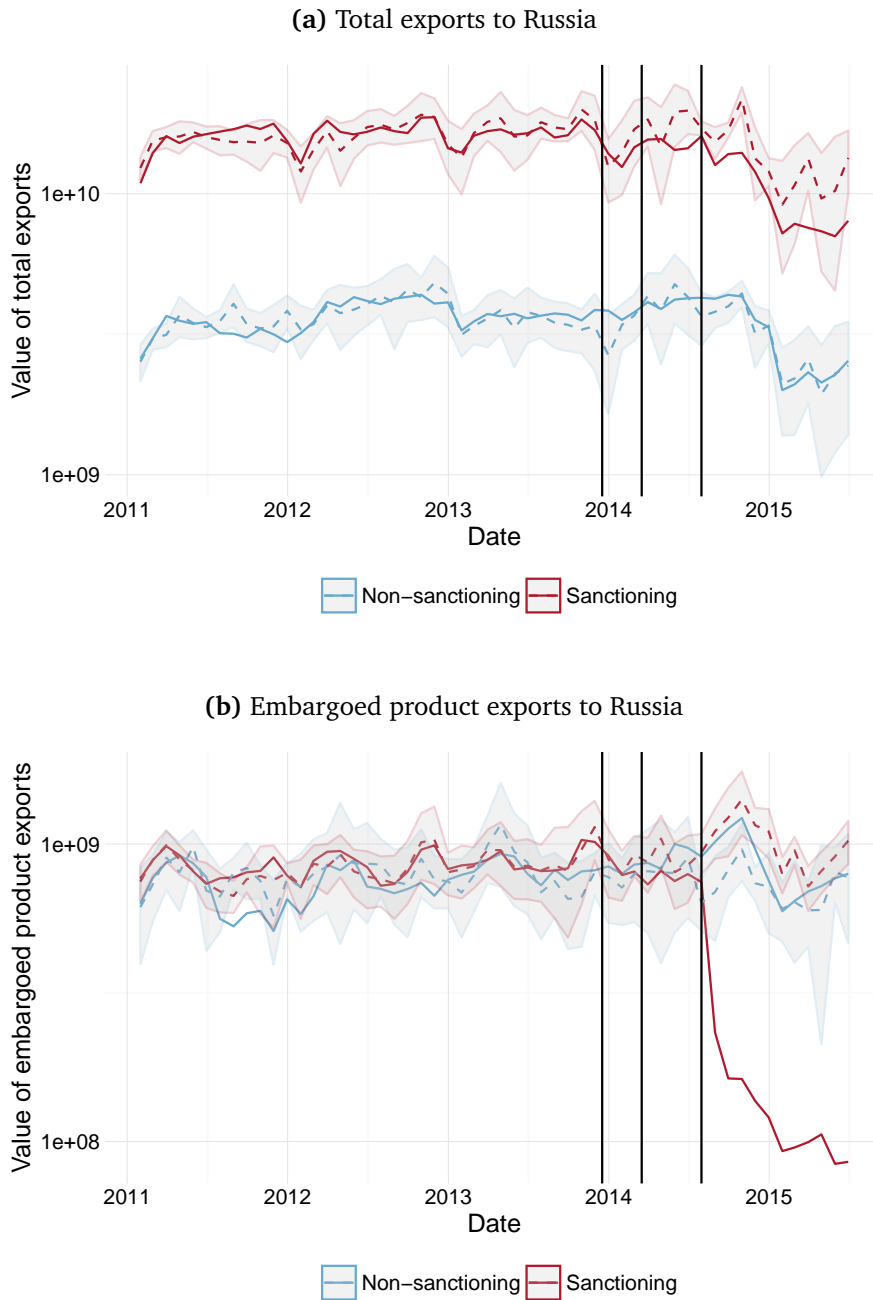 (a) Total exports to Russia
Value of total exports
1e+10
1e+09
2011 2012 2013 2014 2015
Date
Non−sanctioning Sanctioning
(b) Embargoed product exports to Russia
Value of embargoed product exports
1e+09
1e+08
2011 2012 2013 2014 2015
Date
Non−sanctioning Sanctioning